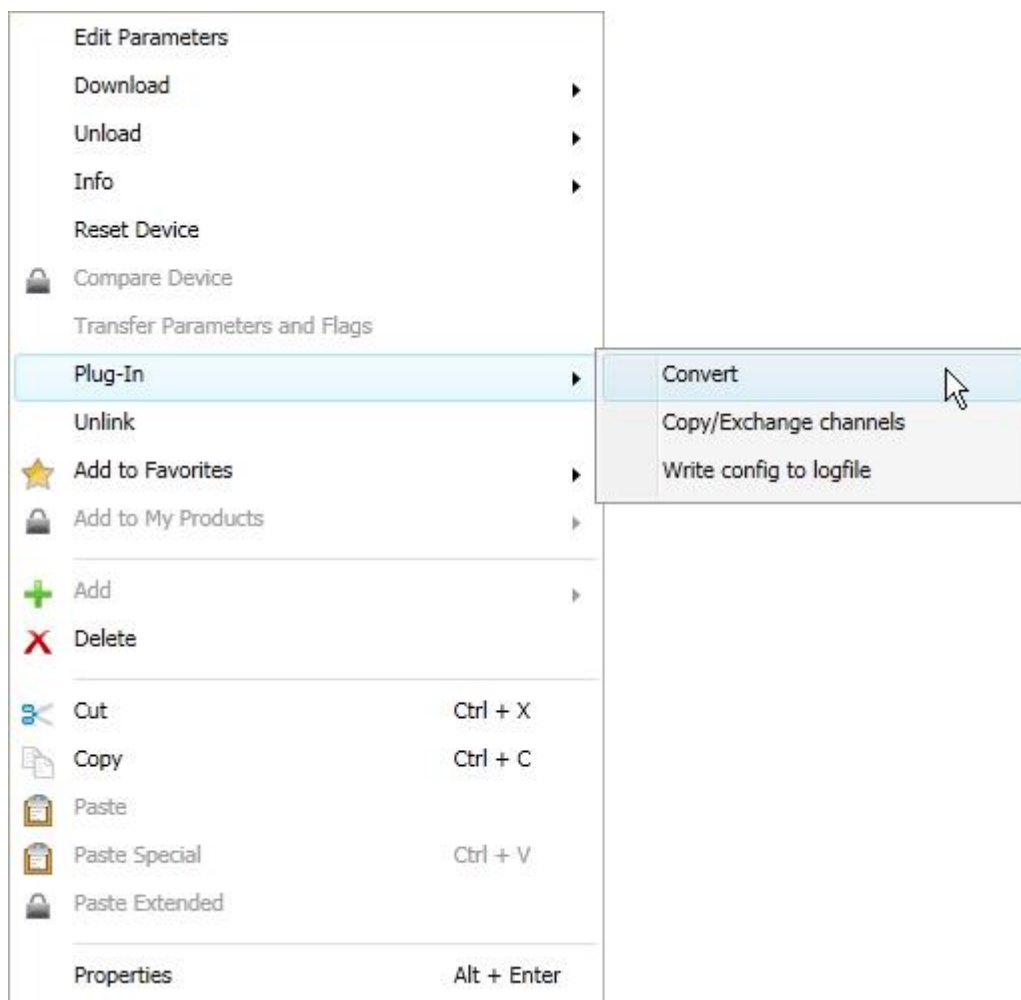 Edit Parameters
Download
Unload
Info
Reset Device
Compare Device
Transfer Parameters and Flags
Plug-In
Convert
Unlink
Copy/Exchange channels
Add to Favorites
Write config to logfile
Add to My Products
Add
Delete
Cut Ctrl + X
Copy Ctrl + C
Paste
Paste Special Ctrl + V
Paste Extended
Properties Alt + Enter